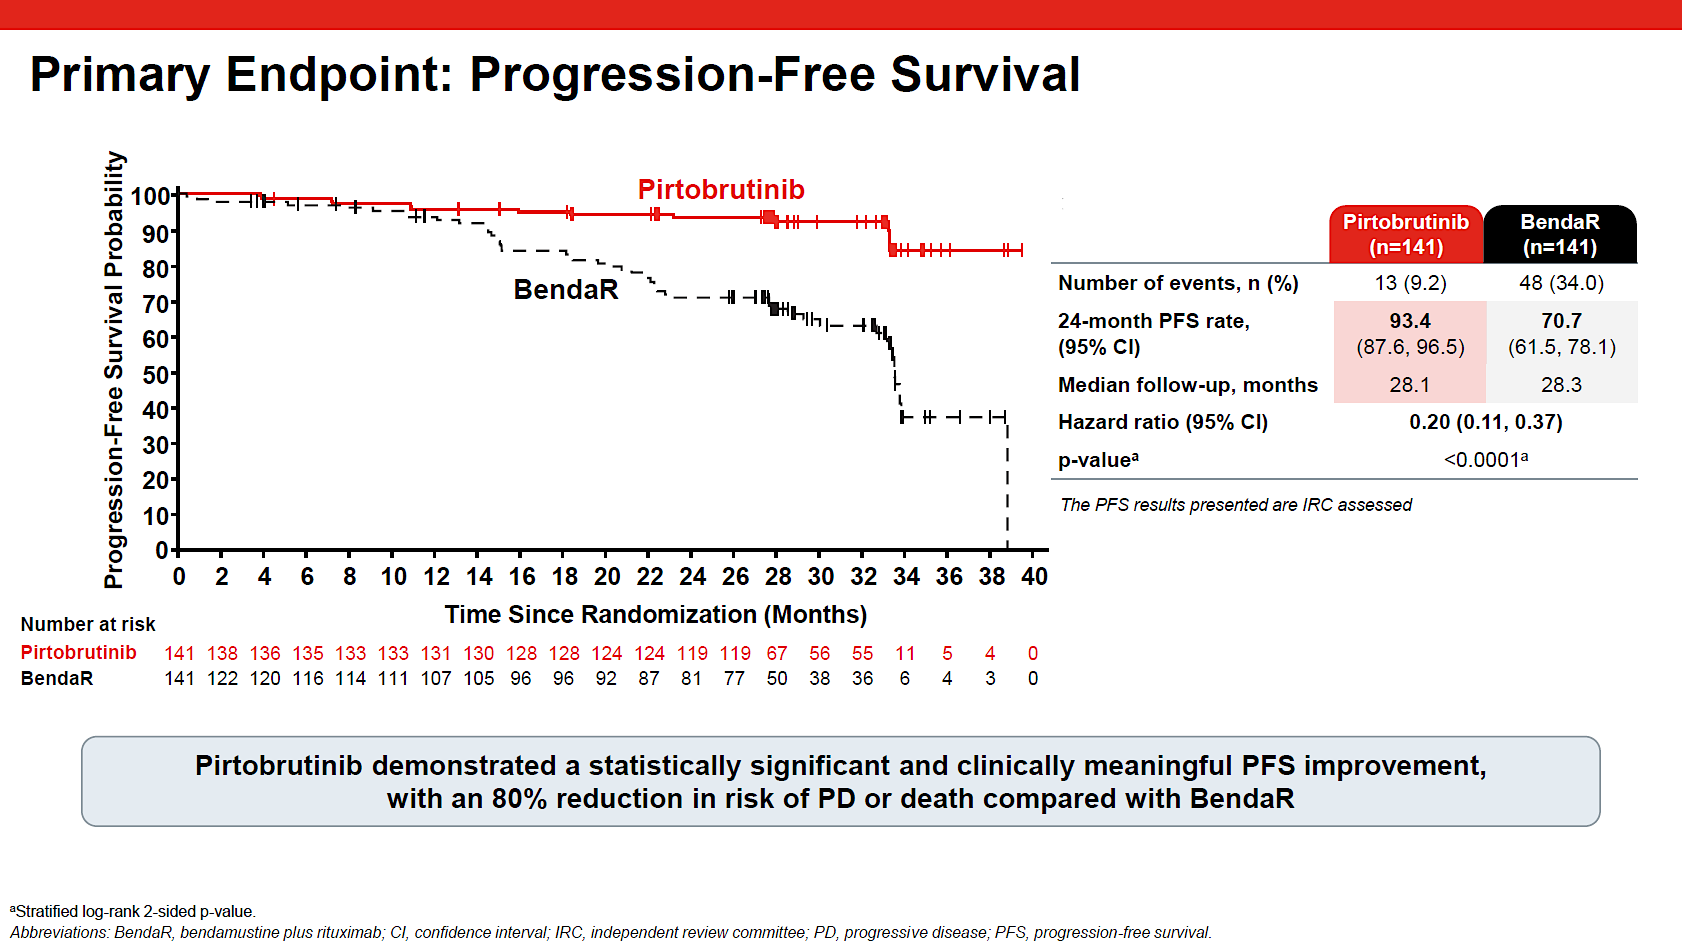 Primary Endpoint: Progression-Free Survival
Progression-Free Survival Probability
100
90
80
70
60
50
40
30
20
10
0
Pirtobrutinib
BendaR
0 2 4 6 8 10 12 14 16 18 20 22 24 26 28 30 32 34 36 38 40
Time Since Randomization (Months)
Number at risk
Pirtobrutinib 141 138 136 135 133 133 131 130 128 128 124 124 119 119 67 56 55 11 5 4 0
BendaR 141 122 120 116 114 111 107 105 96 96 92 87 81 77 50 38 36 6 4 3 0
Pirtobrutinib (n=141) BendaR (n=141)
Number of events, n (%) 13 (9.2) 48 (34.0)
24-month PFS rate, 93.4 70.7
(95% CI) (87.6, 96.5) (61.5, 78.1)
Median follow-up, months 28.1 28.3
Hazard ratio (95% CI) 0.20 (0.11, 0.37)
p-valueᵃ <0.0001ᵃ
The PFS results presented are IRC assessed
Pirtobrutinib demonstrated a statistically significant and clinically meaningful PFS improvement,
with an 80% reduction in risk of PD or death compared with BendaR
ᵃStratified log-rank 2-sided p-value.
Abbreviations: BendaR, bendamustine plus rituximab; CI, confidence interval; IRC, independent review committee; PD, progressive disease; PFS, progression-free survival.